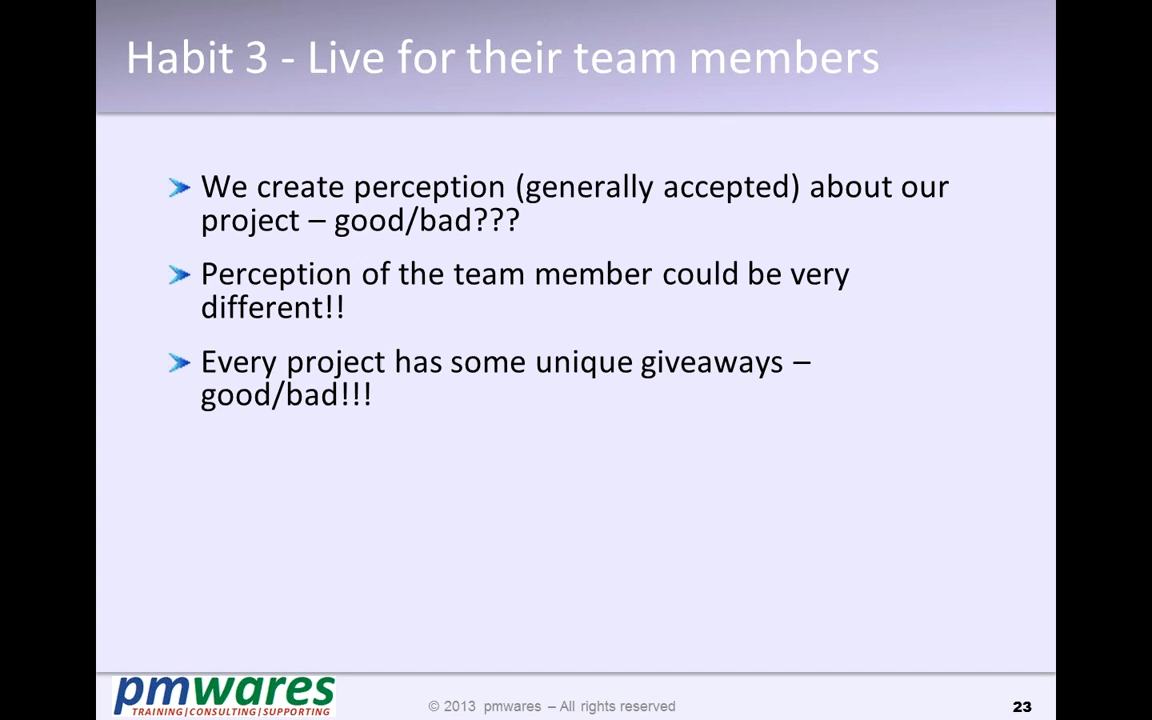 Habit 3 - Live for their team members
We create perception (generally accepted) about our
project – good/bad???
Perception of the team member could be very
different!!
Every project has some unique giveaways –
good/bad!!!
pmwares
TRAINING|CONSULTING|SUPPORTING
© 2013 pmwares – All rights reserved
23